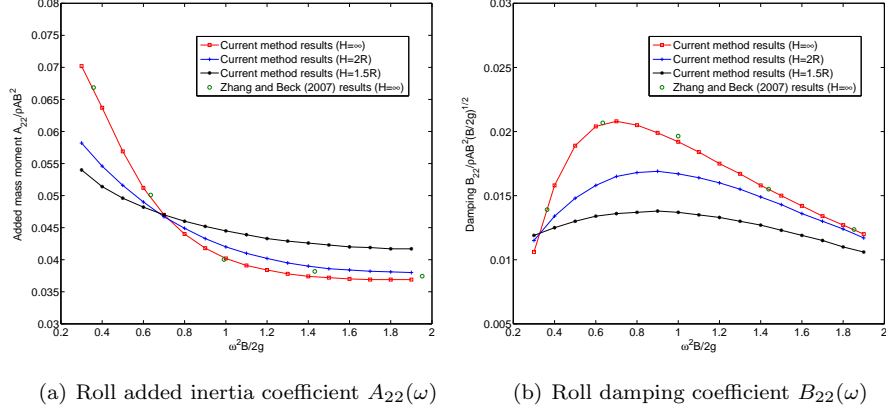 0.08
0.075
0.07
0.065
0.06
0.055
0.05
0.045
0.04
0.035
0.03
0.2 0.4 0.6 0.8 1 1.2 1.4 1.6 1.8 2
Added mass moment A₂₂/ρAB²
ω²B/2g
Current method results (H=∞)
Current method results (H=2R)
Current method results (H=1.5R)
Zhang and Beck (2007) results (H=∞)
(a) Roll added inertia coefficient A₂₂(ω)
0.03
0.025
0.02
0.015
0.01
0.005
0.2 0.4 0.6 0.8 1 1.2 1.4 1.6 1.8 2
Damping B₂₂/ρAB²(B/2g)¹/²
ω²B/2g
Current method results (H=∞)
Current method results (H=2R)
Current method results (H=1.5R)
Zhang and Beck (2007) results (H=∞)
(b) Roll damping coefficient B₂₂(ω)